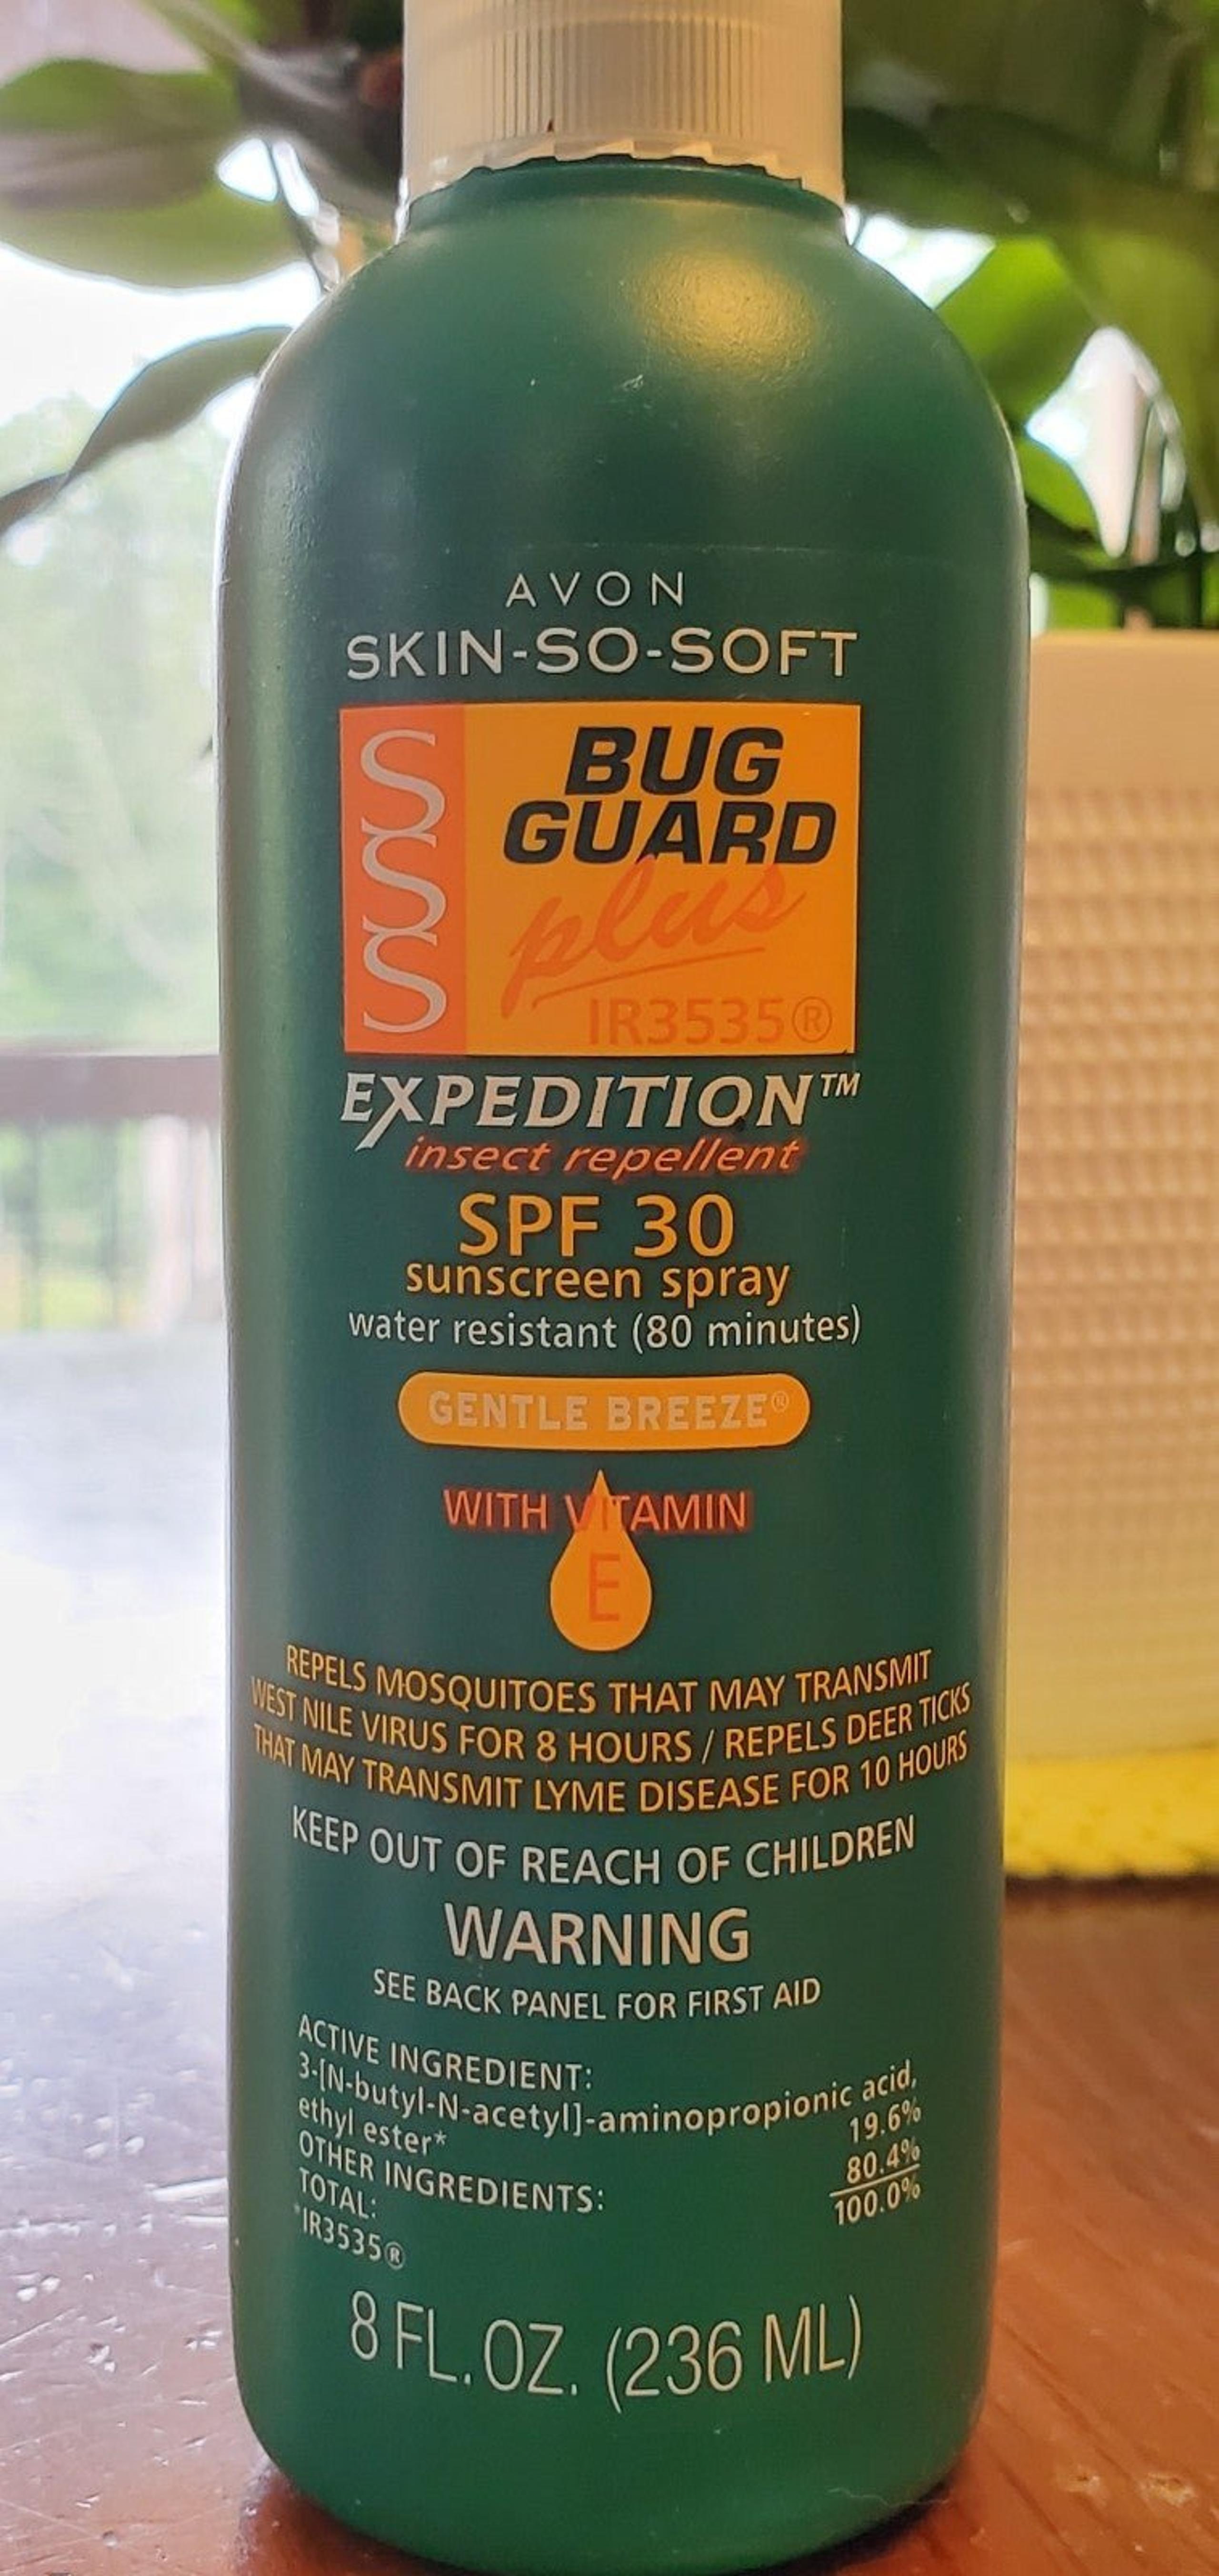 AVON
SKIN-SO-SOFT
SSS
BUG
GUARD
plus
IR3535®
EXPEDITION™
insect repellent
SPF 30
sunscreen spray
water resistant (80 minutes)
GENTLE BREEZE®
WITH VITAMIN
E
REPELS MOSQUITOES THAT MAY TRANSMIT
WEST NILE VIRUS FOR 8 HOURS / REPELS DEER TICKS
THAT MAY TRANSMIT LYME DISEASE FOR 10 HOURS
KEEP OUT OF REACH OF CHILDREN
WARNING
SEE BACK PANEL FOR FIRST AID
ACTIVE INGREDIENT:
3-[N-butyl-N-acetyl]-aminopropionic acid,
ethyl ester* 19.6%
OTHER INGREDIENTS: 80.4%
TOTAL: 100.0%
*IR3535®
8 FL. OZ. (236 ML)